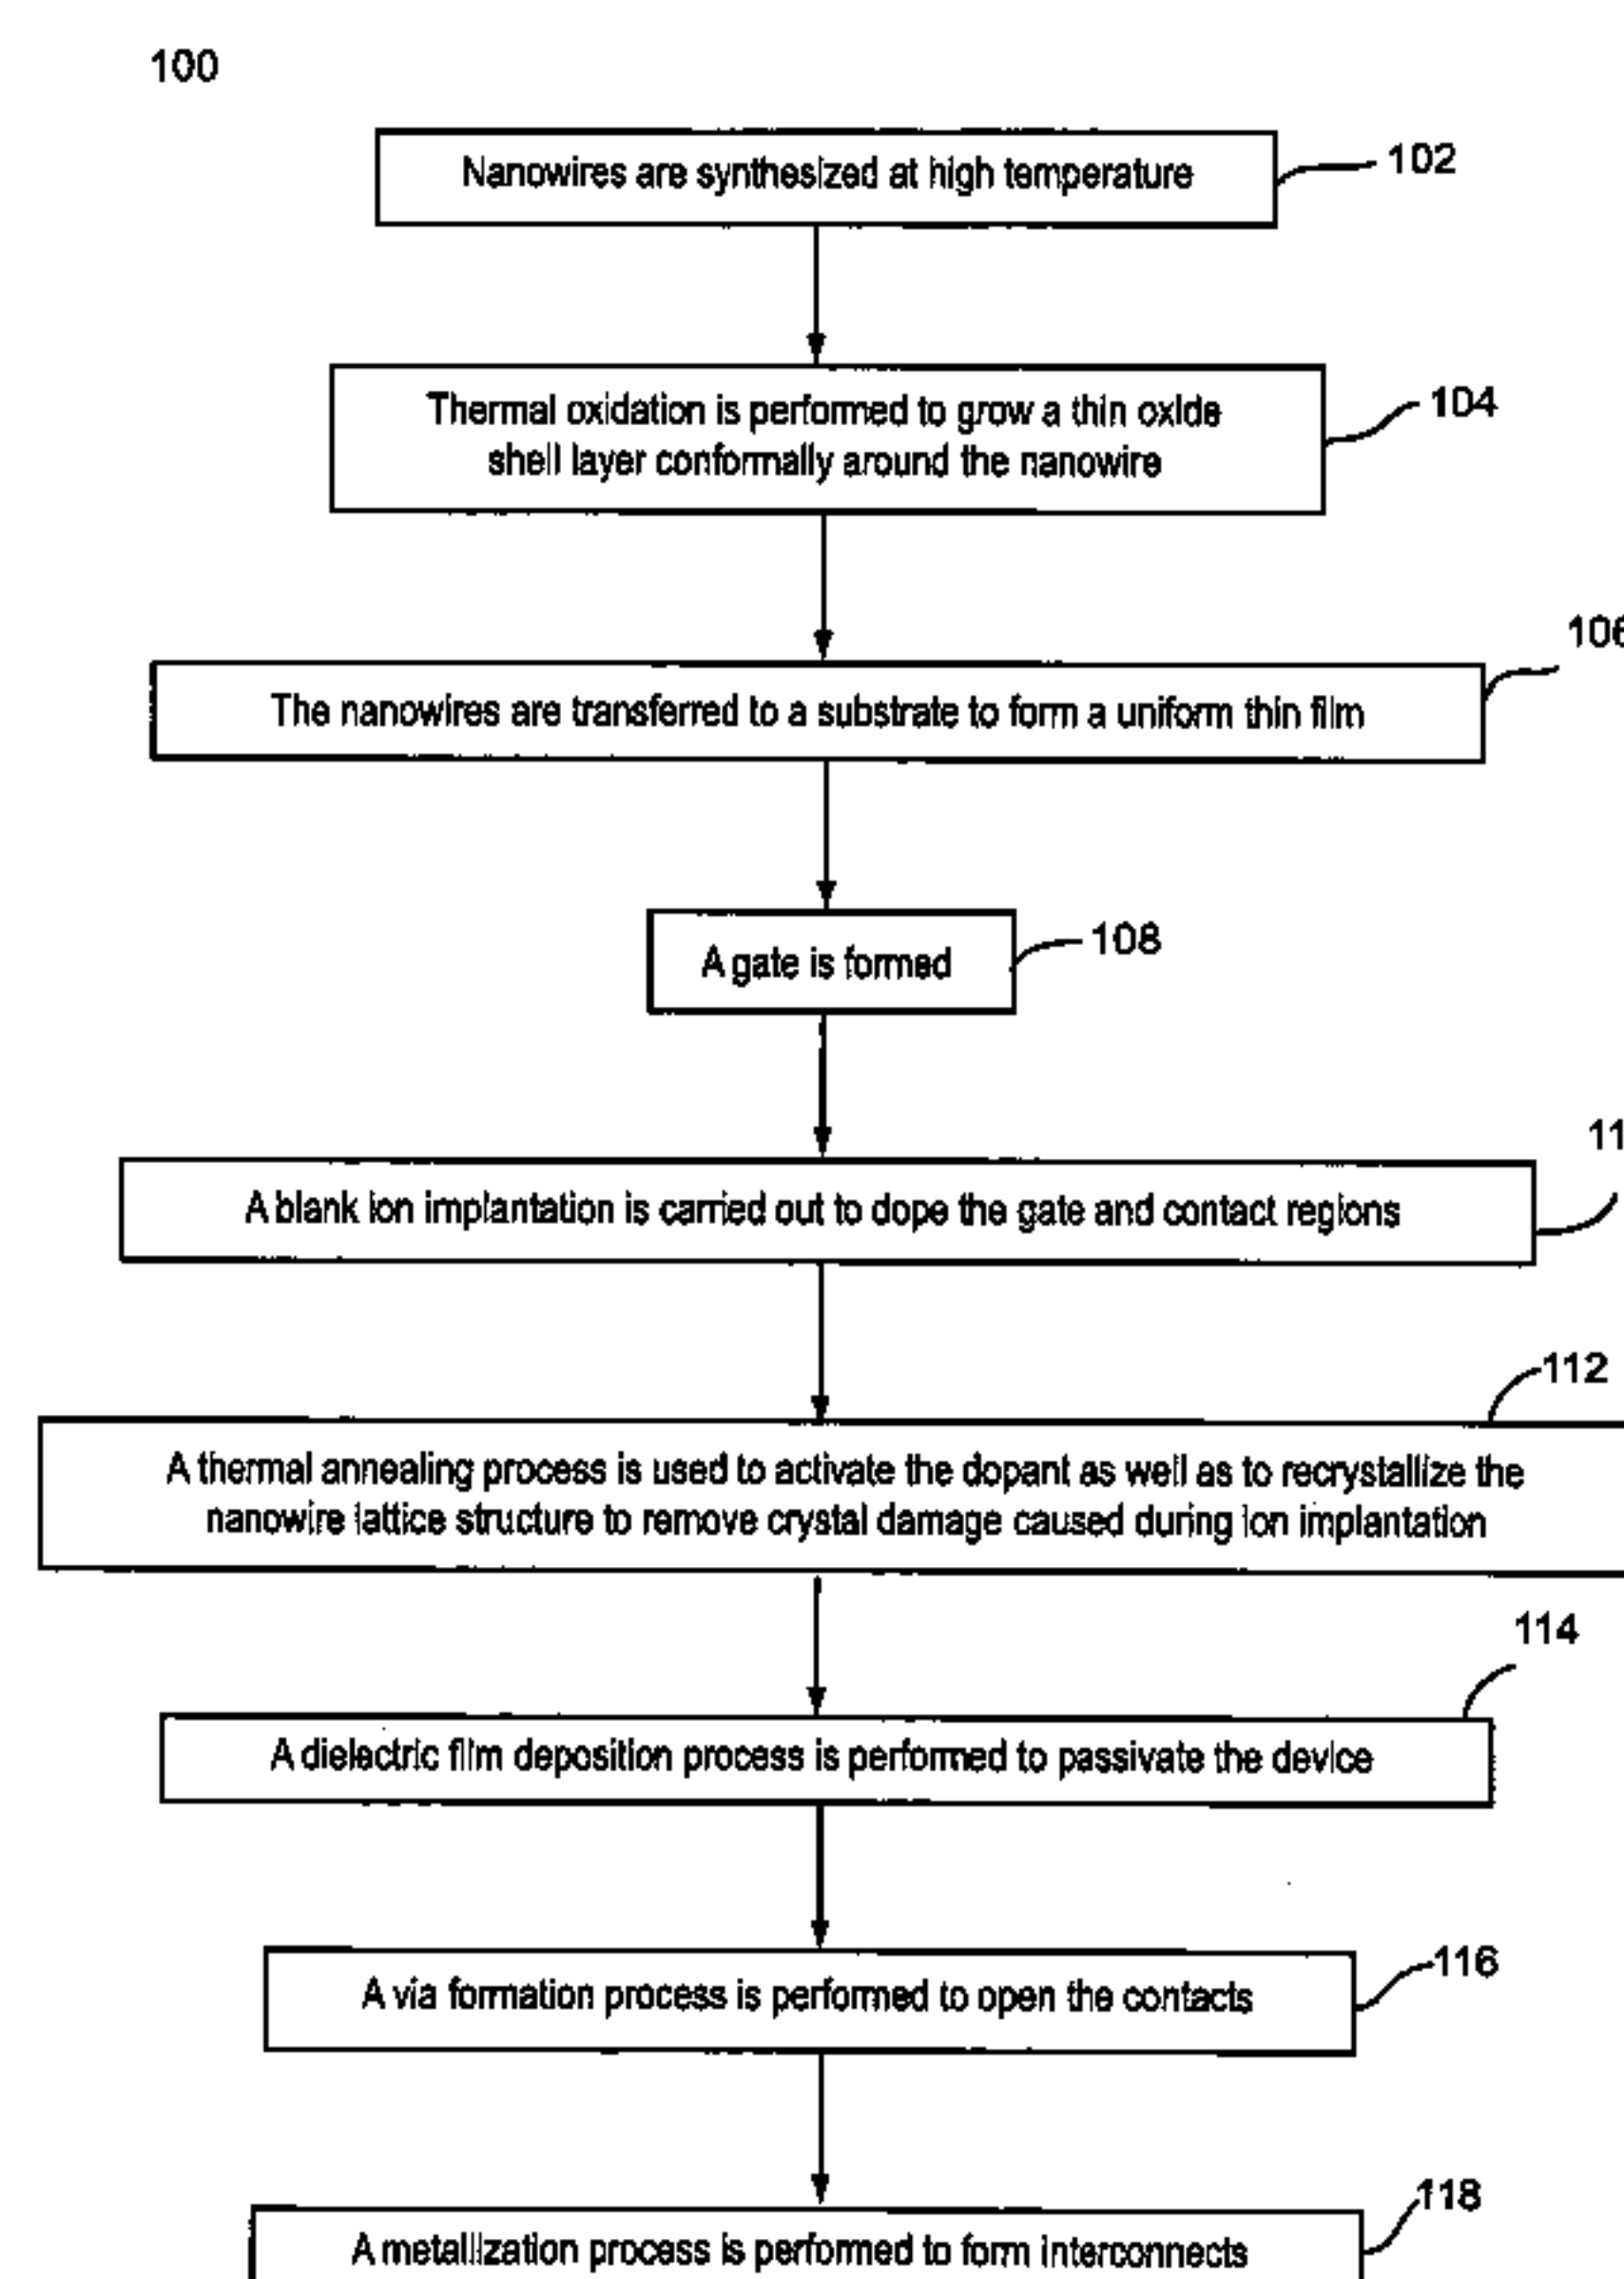 100
Nanowires are synthesized at high temperature
102
Thermal oxidation is performed to grow a thin oxide
shell layer conformally around the nanowire
104
106
The nanowires are transferred to a substrate to form a uniform thin film
A gate is formed
108
11
A blank ion implantation is carried out to dope the gate and contact regions
112
A thermal annealing process is used to activate the dopant as well as to recrystallize the
nanowire lattice structure to remove crystal damage caused during ion implantation
114
A dielectric film deposition process is performed to passivate the device
116
A via formation process is performed to open the contacts
118
A metallization process is performed to form interconnects